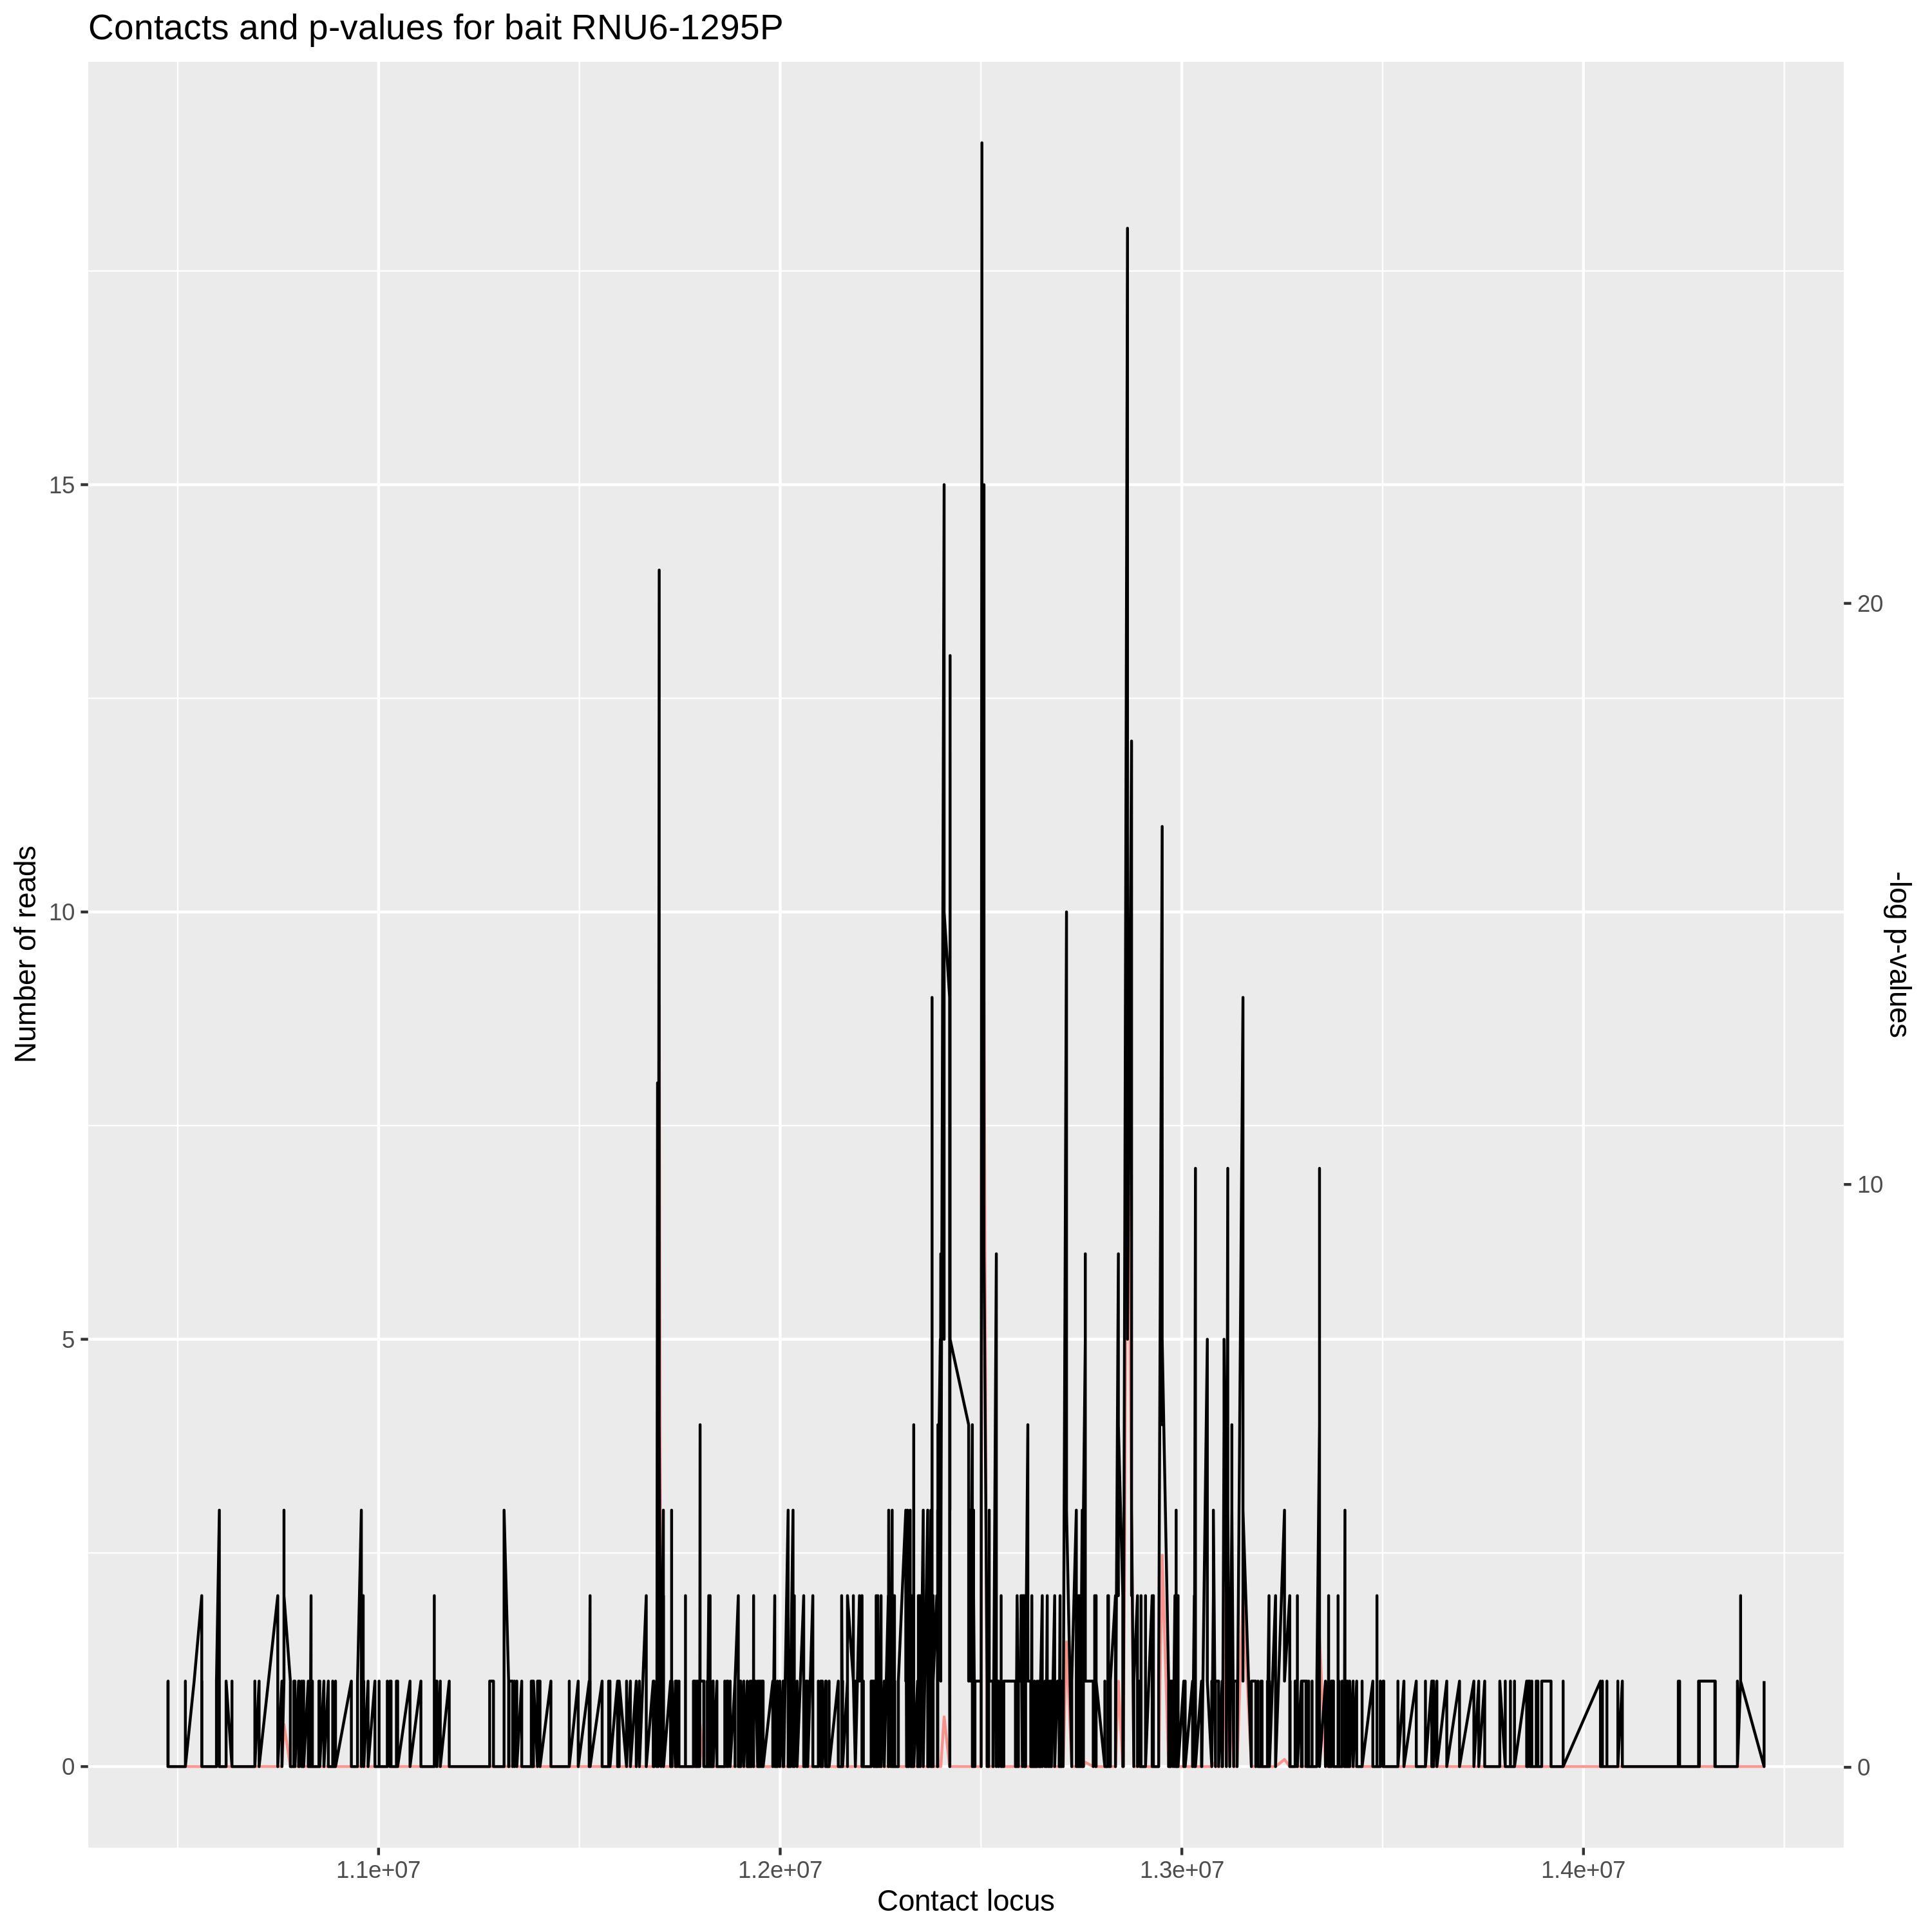 Contacts and p-values for bait RNU6-1295P
15
10
5
0
Number of reads
20
10
0
-log p-values
1.1e+07 1.2e+07 1.3e+07 1.4e+07
Contact locus